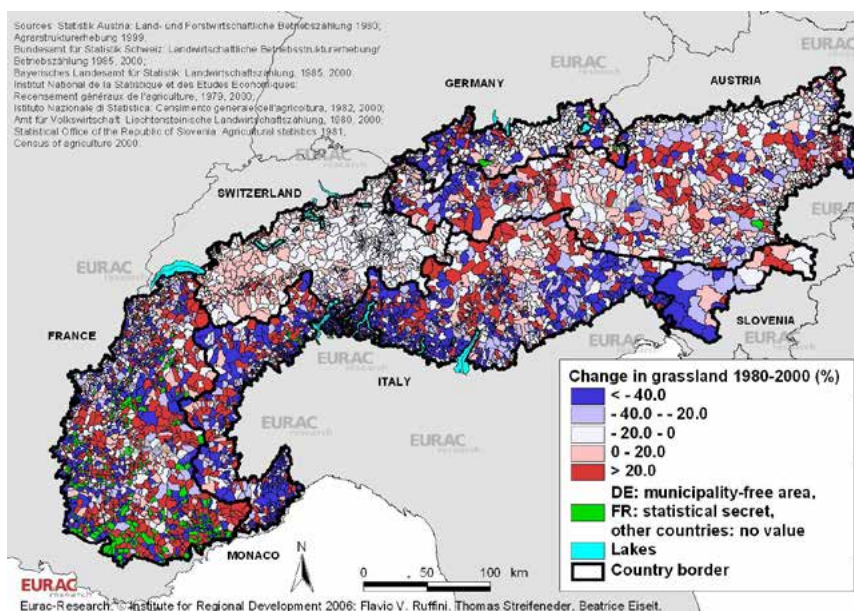 Sources: Statistik Austria: Land- und Forstwirtschaftliche Betriebszählung 1980;
Agrarstrukturerhebung 1999,
Bundesamt für Statistik Schweiz: Landwirtschaftliche Betriebsstrukturerhebung/
Betriebszählung 1985, 2000;
Bayerisches Landesamt für Statistik: Landwirtschaftszählung, 1985, 2000.
Institut National de la Statistique et des Etudes Economiques:
Recensement généraux de l'agriculture, 1979, 2000;
Istituto Nazionale di Statistica: Censimento generale dell'agricoltura, 1982, 2000;
Amt für Volkswirtschaft: Liechtensteinische Landwirtschaftszählung, 1980, 2000;
Statistical Office of the Republic of Slovenia: Agricultural statistics 1981,
Census of agriculture 2000.
GERMANY
AUSTRIA
SWITZERLAND
FRANCE
ITALY
SLOVENIA
MONACO
EURAC
research
Change in grassland 1980-2000 (%)
< - 40.0
- 40.0 - - 20.0
- 20.0 - 0
0 - 20.0
> 20.0
DE: municipality-free area,
FR: statistical secret,
other countries: no value
Lakes
Country border
N
0 50 100 km
EURAC
research
Eurac-Research: © Institute for Regional Development 2006: Flavio V. Ruffini, Thomas Streifeneder, Beatrice Eiselt.